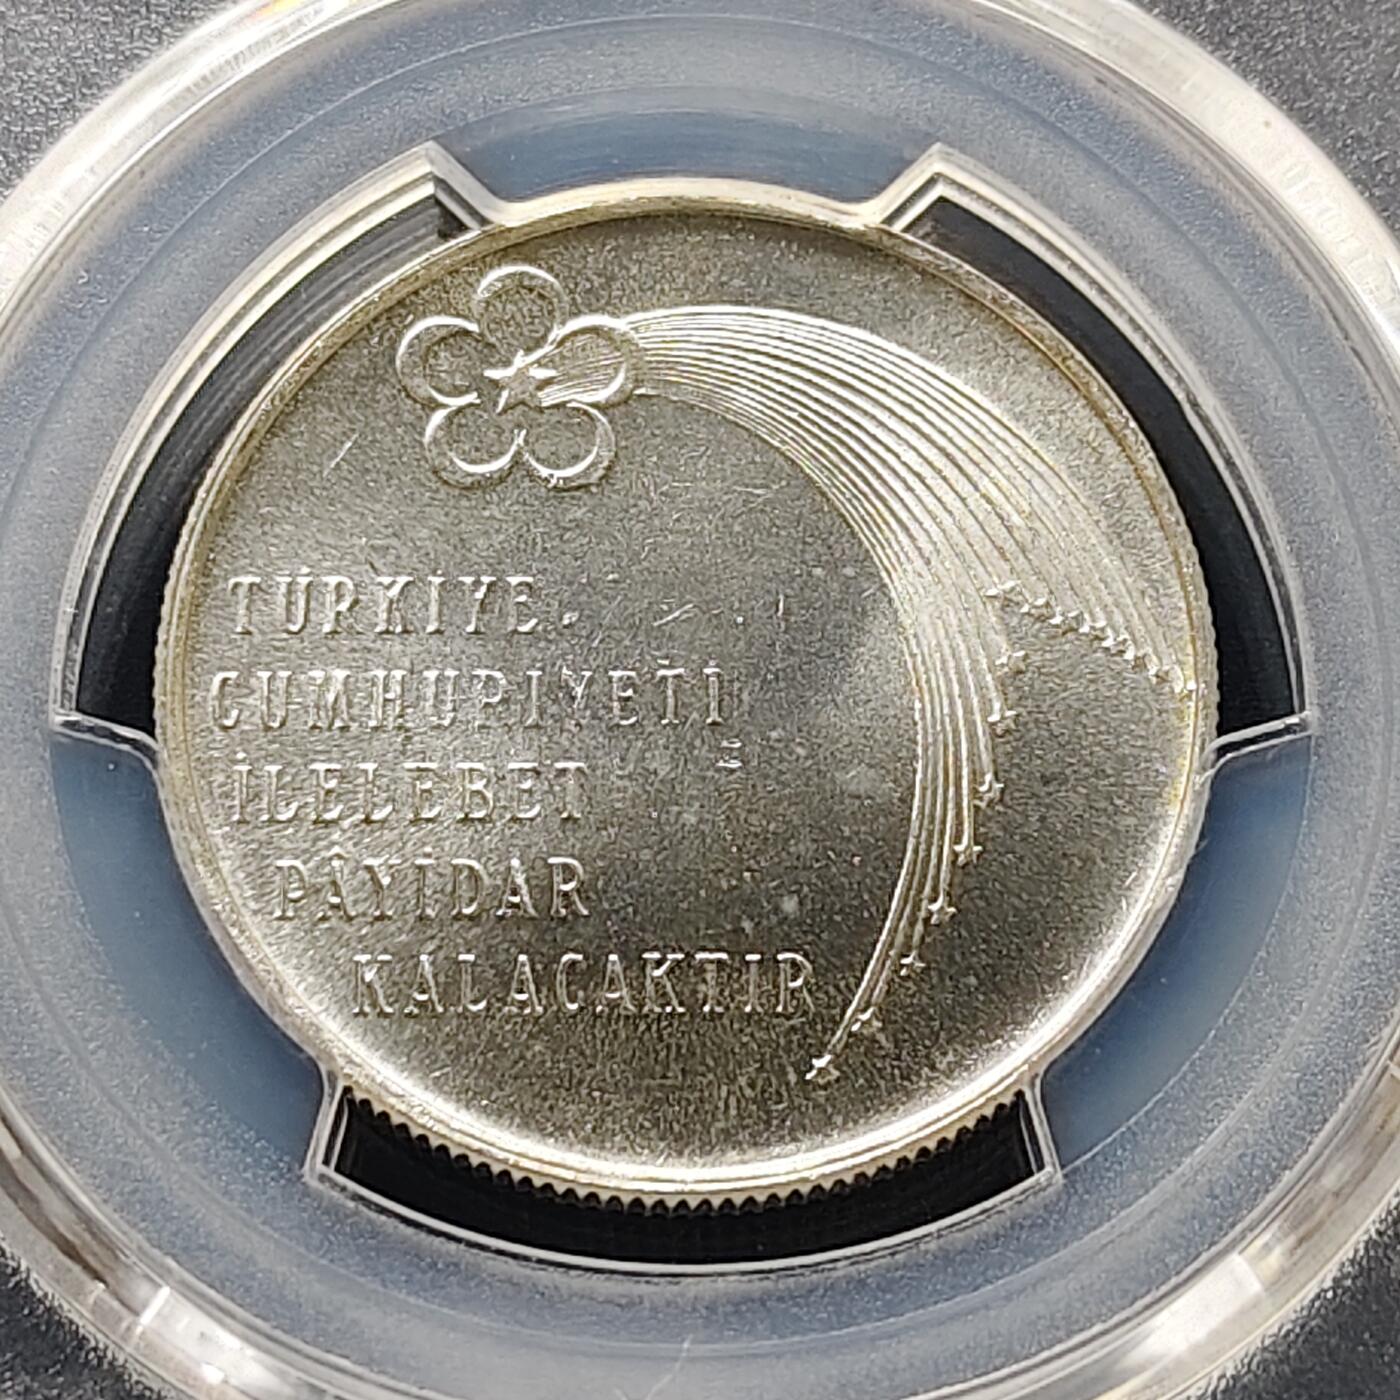 TÜRKİYE
CUMHURİYETİ
İLELEBET
PÂYİDAR
KALACAKTIR